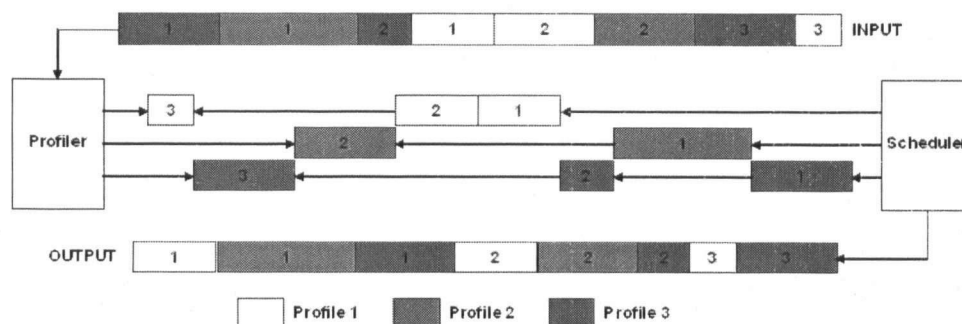 1 1 2 1 2 2 3 3 INPUT
3 2 1
Profiler 2 1 Scheduler
3 2 1
OUTPUT 1 1 1 2 2 2 3 3
Profile 1 Profile 2 Profile 3